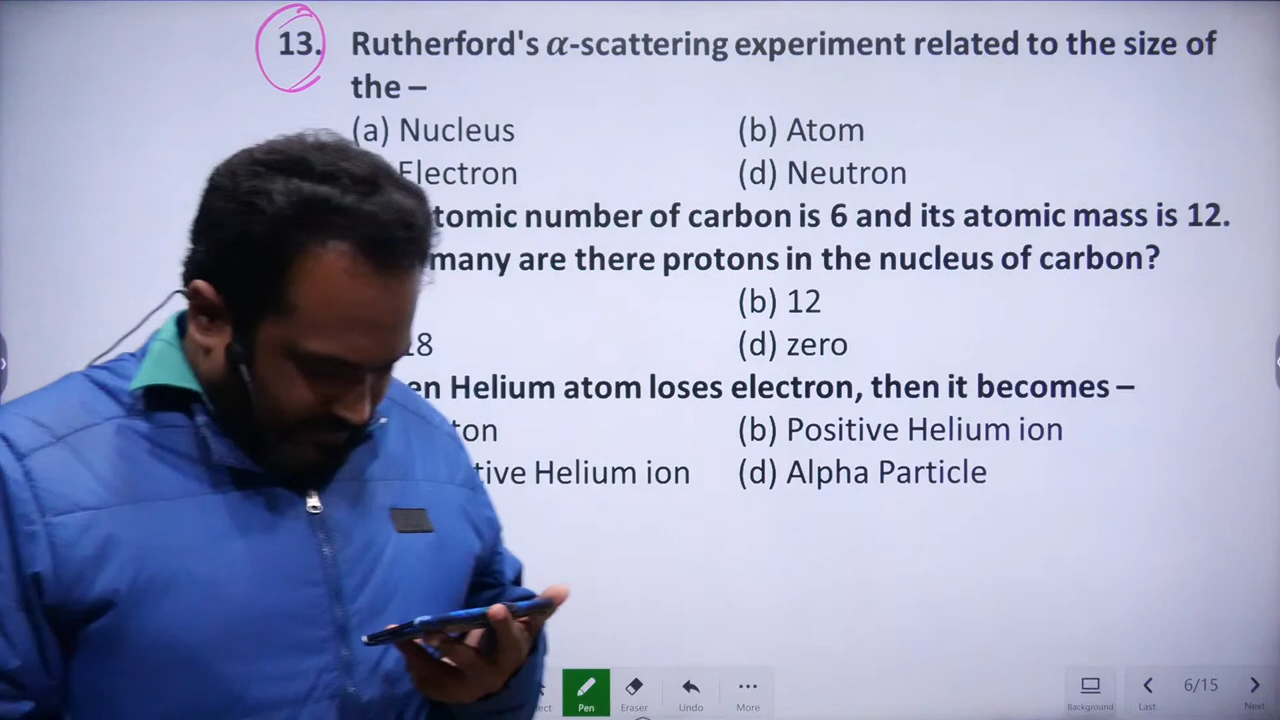 13. Rutherford's α-scattering experiment related to the size of
the –
(a) Nucleus (b) Atom
Electron (d) Neutron
tomic number of carbon is 6 and its atomic mass is 12.
many are there protons in the nucleus of carbon?
(b) 12
18 (d) zero
en Helium atom loses electron, then it becomes –
ton (b) Positive Helium ion
tive Helium ion (d) Alpha Particle
ect Pen Eraser Undo More
Background Last 6/15 Next